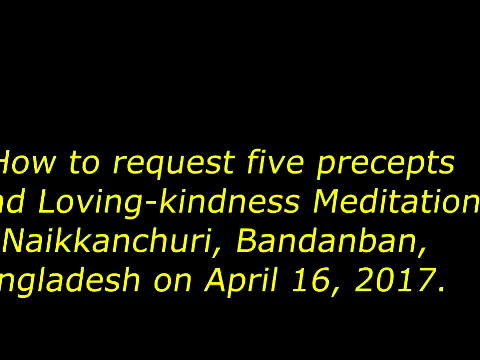 How to request five precepts
nd Loving-kindness Meditation
Naikkanchuri, Bandanban,
ngladesh on April 16, 2017.